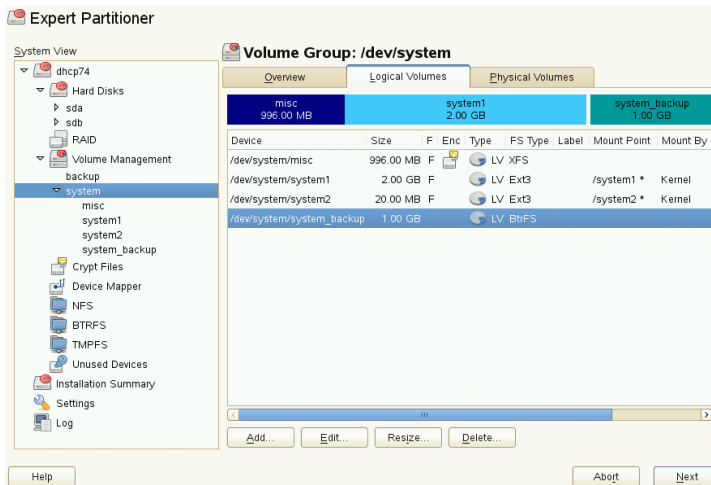 Expert Partitioner
System View
dhcp74
Hard Disks
sda
sdb
RAID
Volume Management
backup
system
misc
system1
system2
system_backup
Crypt Files
Device Mapper
NFS
BTRFS
TMPFS
Unused Devices
Installation Summary
Settings
Log
Volume Group: /dev/system
Overview Logical Volumes Physical Volumes
misc system1 system_backup
996.00 MB 2.00 GB 1.00 GB
Device Size F Enc Type FS Type Label Mount Point Mount By
/dev/system/misc 996.00 MB F LV XFS
/dev/system/system1 2.00 GB F LV Ext3 /system1 * Kernel
/dev/system/system2 20.00 MB F LV Ext3 /system2 * Kernel
/dev/system/system_backup 1.00 GB LV BtrFS
Add... Edit... Resize... Delete...
Help Abort Next